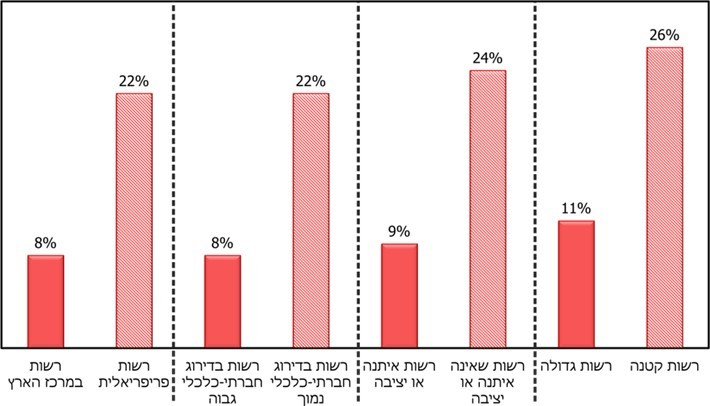 26%
24%
22%
22%
11%
9%
8%
8%
רשות קטנה
רשות גדולה
רשות שאינה
איתנה או
יציבה
רשות איתנה
או יציבה
רשות בדירוג
חברתי-כלכלי
נמוך
רשות בדירוג
חברתי-כלכלי
גבוה
רשות
פריפריאלית
רשות
במרכז הארץ